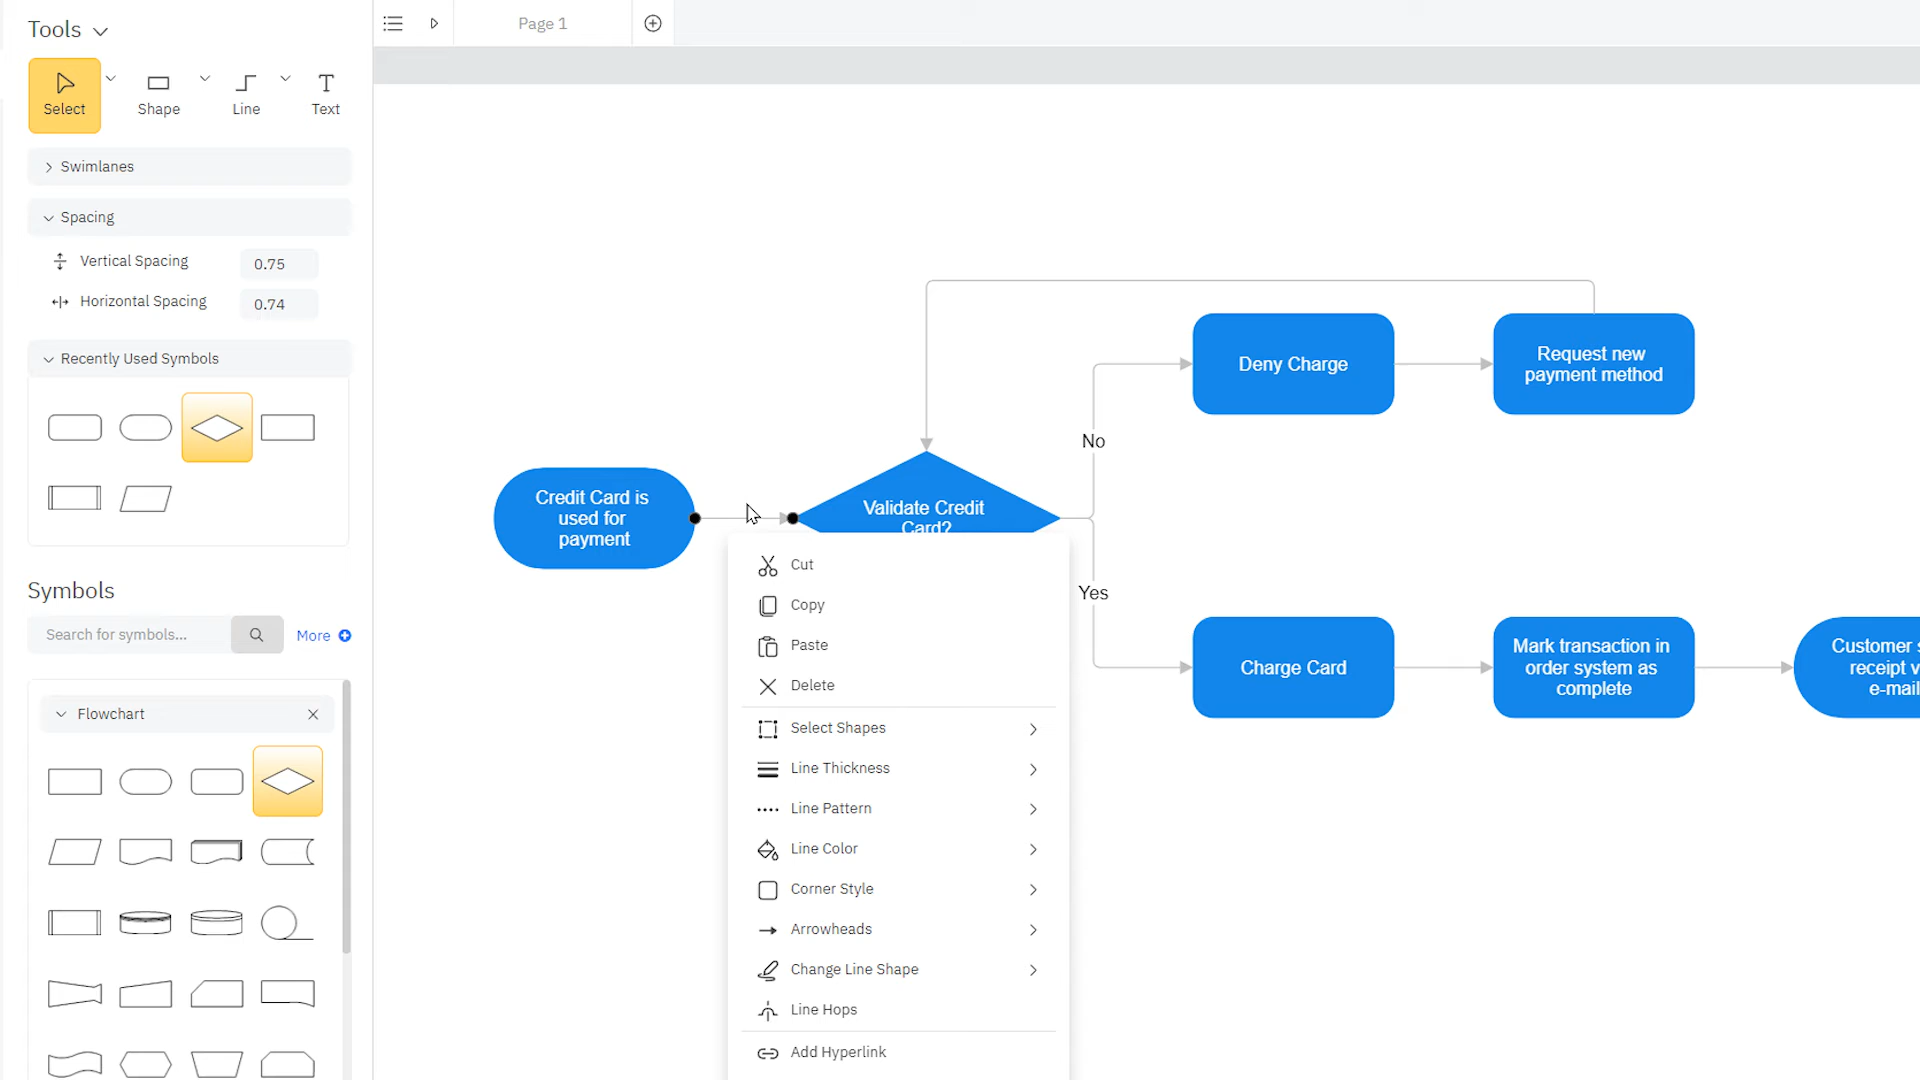 Tools
Select
Shape
Line
Text
Swimlanes
Spacing
Vertical Spacing
0.75
Horizontal Spacing
0.74
Recently Used Symbols
Symbols
Search for symbols...
More
Flowchart
Page 1
Credit Card is
used for
payment
Validate Credit
Card?
No
Yes
Deny Charge
Request new
payment method
Charge Card
Mark transaction in
order system as
complete
Customer
receipt
e-mail
Cut
Copy
Paste
Delete
Select Shapes
Line Thickness
Line Pattern
Line Color
Corner Style
Arrowheads
Change Line Shape
Line Hops
Add Hyperlink